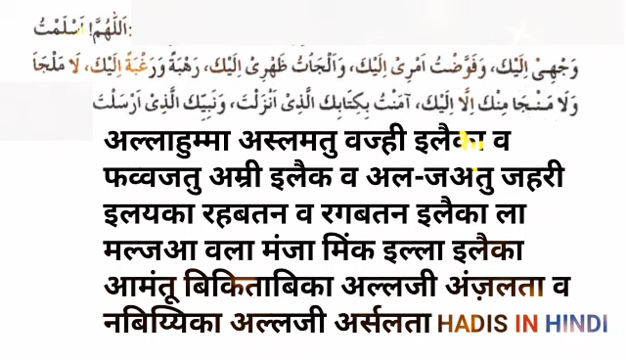 اَللّٰهُمَّ! اَسْلَمْتُ:
وَجْهِيْ اِلَيْكَ، وَفَوَّضْتُ اَمْرِيْ اِلَيْكَ، وَاَلْجَأْتُ ظَهْرِيْ اِلَيْكَ، رَهْبَةً وَرَغْبَةً اِلَيْكَ، لَا مَلْجَأَ
وَلَا مَنْجَا مِنْكَ اِلَّا اِلَيْكَ، آمَنْتُ بِكِتَابِكَ الَّذِيْ اَنْزَلْتَ، وَنَبِيِّكَ الَّذِيْ اَرْسَلْتَ
अल्लाहुम्मा अस्लमतु वज्ही इलैका व
फव्वजतु अम्री इलैक व अल-जअतु जहरी
इलयका रहबतन व रगबतन इलैका ला
मल्जआ वला मंजा मिंक इल्ला इलैका
आमंतू बिकिताबिका अल्लजी अंज़लता व
नबिय्यिका अल्लजी अर्सलता HADIS IN HINDI